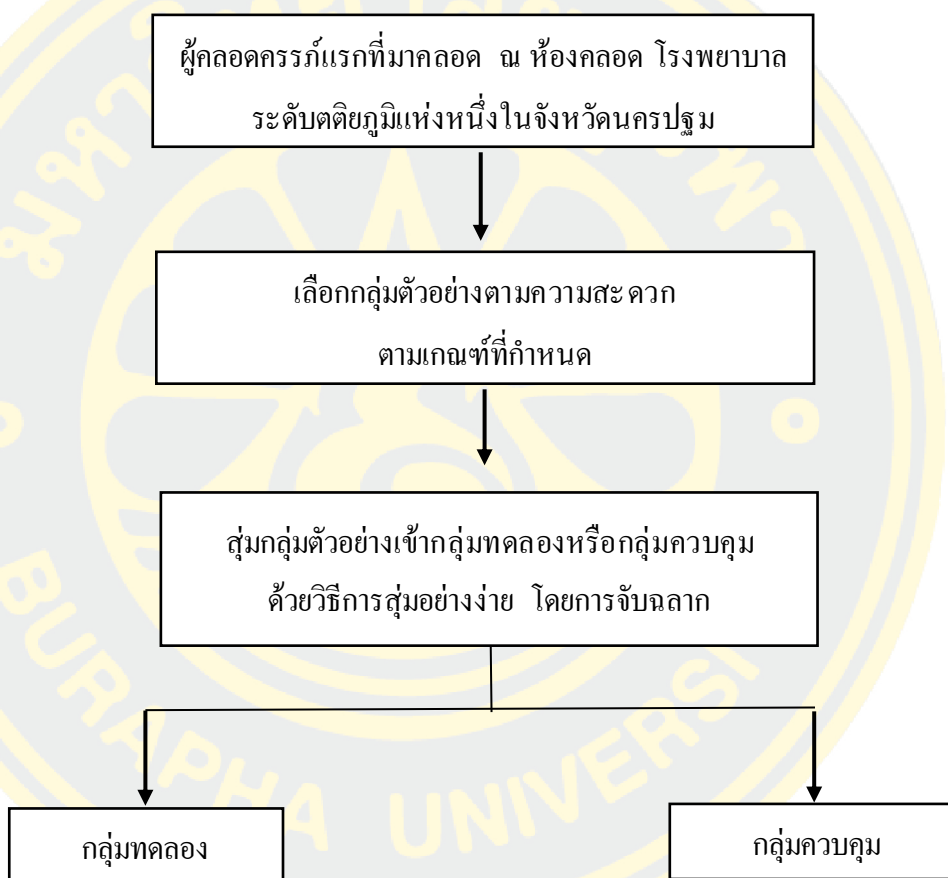 ผู้คลอดครรภ์แรกที่มาคลอด ณ ห้องคลอด โรงพยาบาล
ระดับตติยภูมิแห่งหนึ่งในจังหวัดนครปฐม
เลือกกลุ่มตัวอย่างตามความสะดวก
ตามเกณฑ์ที่กำหนด
สุ่มกลุ่มตัวอย่างเข้ากลุ่มทดลองหรือกลุ่มควบคุม
ด้วยวิธีการสุ่มอย่างง่าย โดยการจับฉลาก
กลุ่มทดลอง
กลุ่มควบคุม
BURAPHA UNIVERSI